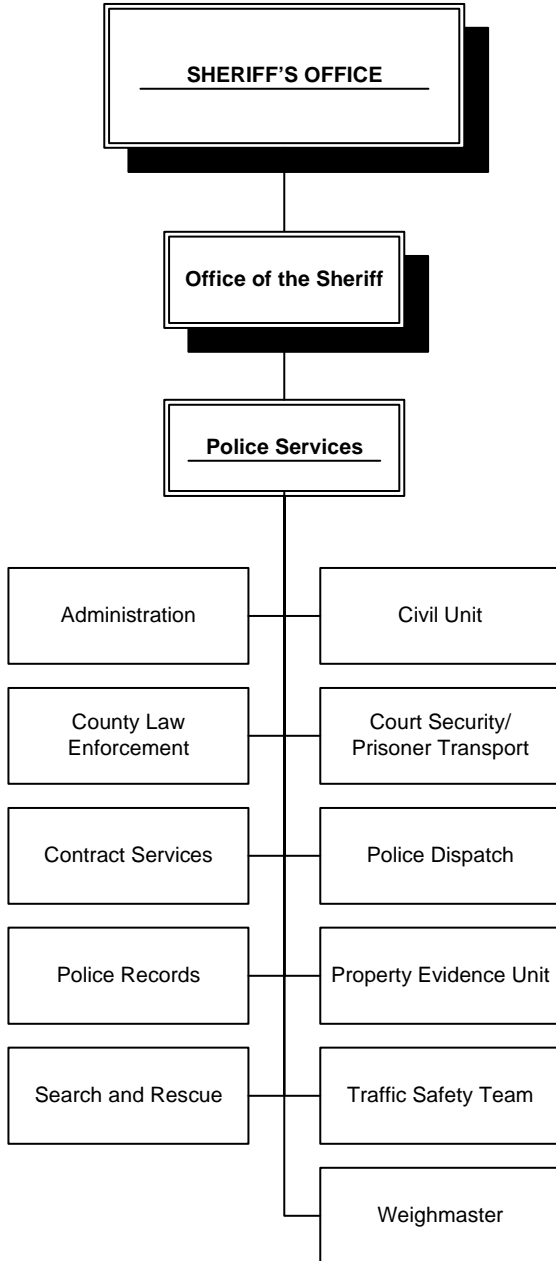 SHERIFF'S OFFICE
Office of the Sheriff
Police Services
Administration
Civil Unit
County Law
Enforcement
Court Security/
Prisoner Transport
Contract Services
Police Dispatch
Police Records
Property Evidence Unit
Search and Rescue
Traffic Safety Team
Weighmaster